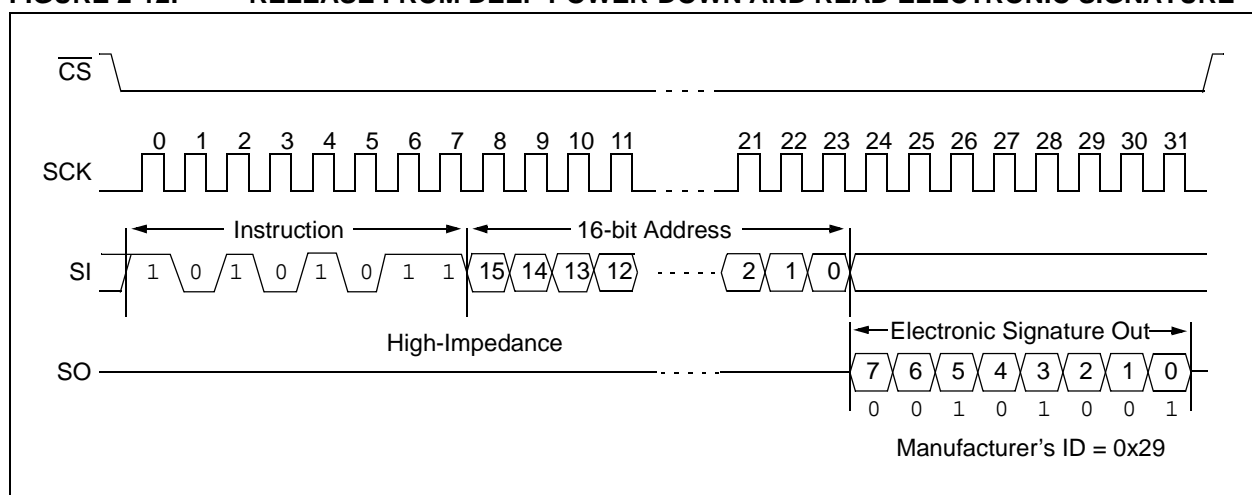 FIGURE 2-12: RELEASE FROM DEEP POWER-DOWN AND READ ELECTRONIC SIGNATURE
CS
0 1 2 3 4 5 6 7 8 9 10 11 21 22 23 24 25 26 27 28 29 30 31
SCK
Instruction 16-bit Address
SI 1 0 1 0 1 0 1 1 15 14 13 12 2 1 0
High-Impedance Electronic Signature Out
SO 7 6 5 4 3 2 1 0
0 0 1 0 1 0 0 1
Manufacturer's ID = 0x29